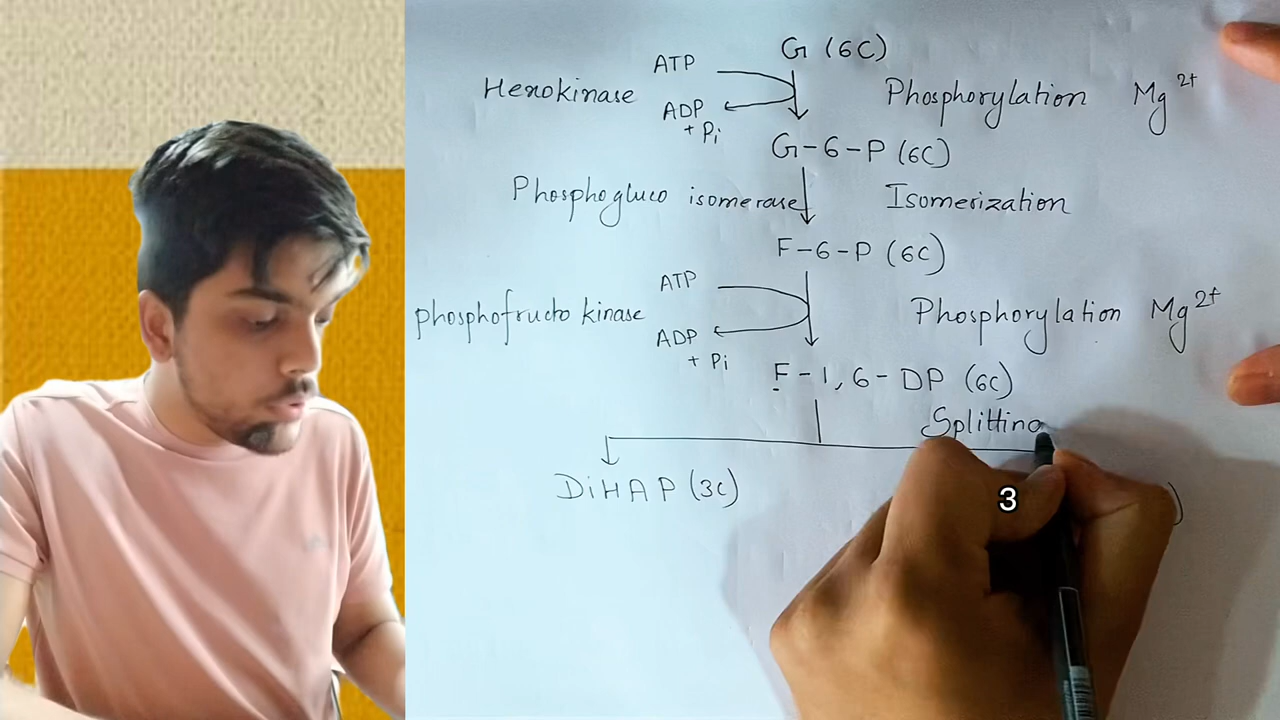 G (6C)
ATP
Hexokinase
Phosphorylation Mg2+
ADP
+ Pi
G-6-P (6C)
Phosphogluco isomerase
Isomerization
F-6-P (6C)
ATP
phosphofructo kinase
Phosphorylation Mg2+
ADP
+ Pi
F-1,6-DP (6C)
Splitting
DiHAP (3C)
3
)